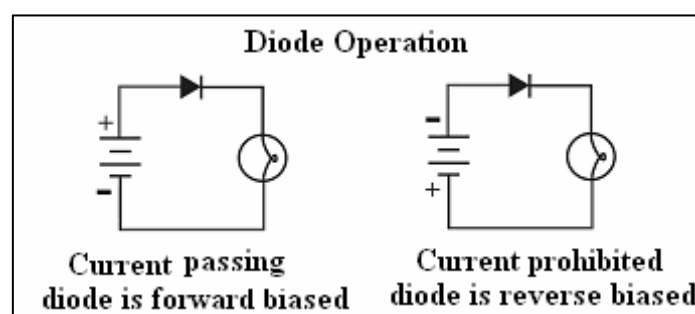 Diode Operation
+
-
Current passing
diode is forward biased
-
+
Current prohibited
diode is reverse biased